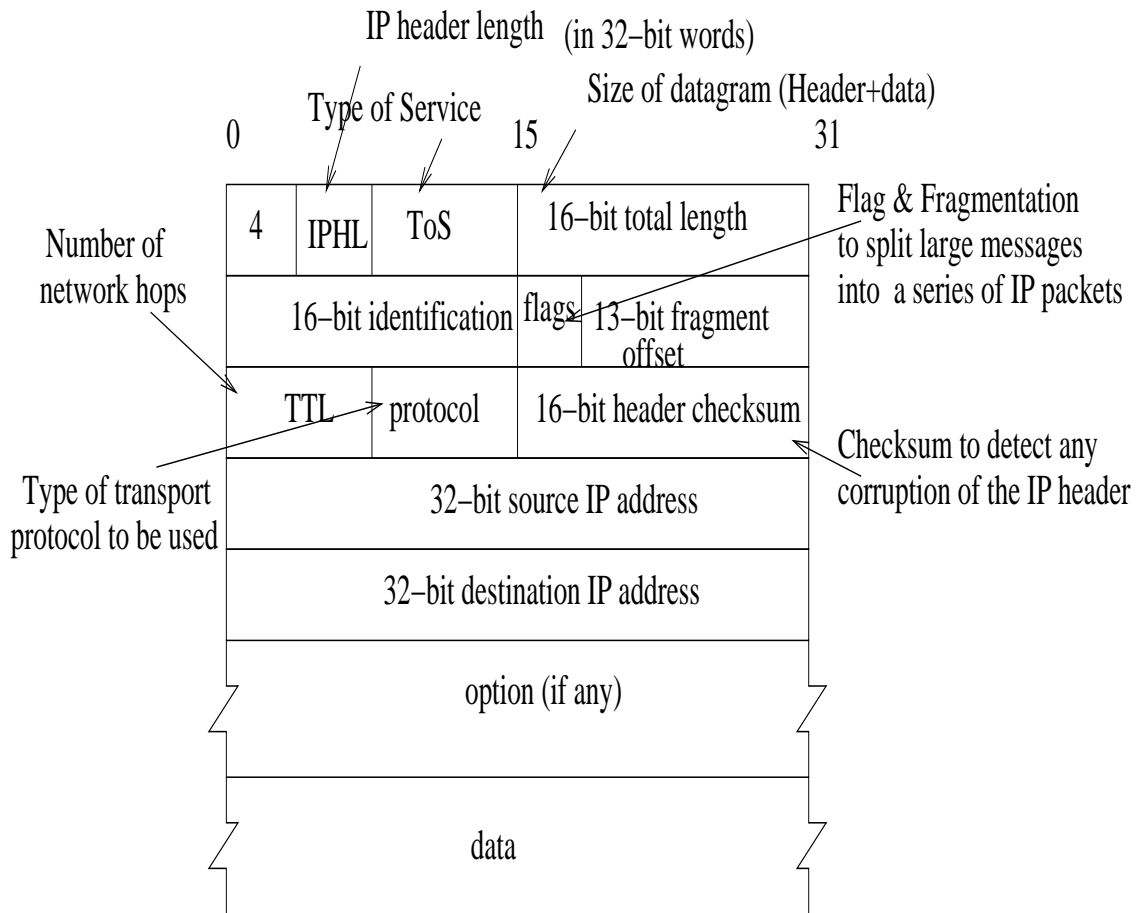 IP header length (in 32-bit words)
Type of Service
Size of datagram (Header+data)
0 15 31
4 IPHL ToS 16-bit total length
Flag & Fragmentation
to split large messages
into a series of IP packets
Number of
network hops
16-bit identification flags 13-bit fragment
offset
TTL protocol 16-bit header checksum
Checksum to detect any
corruption of the IP header
Type of transport
protocol to be used
32-bit source IP address
32-bit destination IP address
option (if any)
data